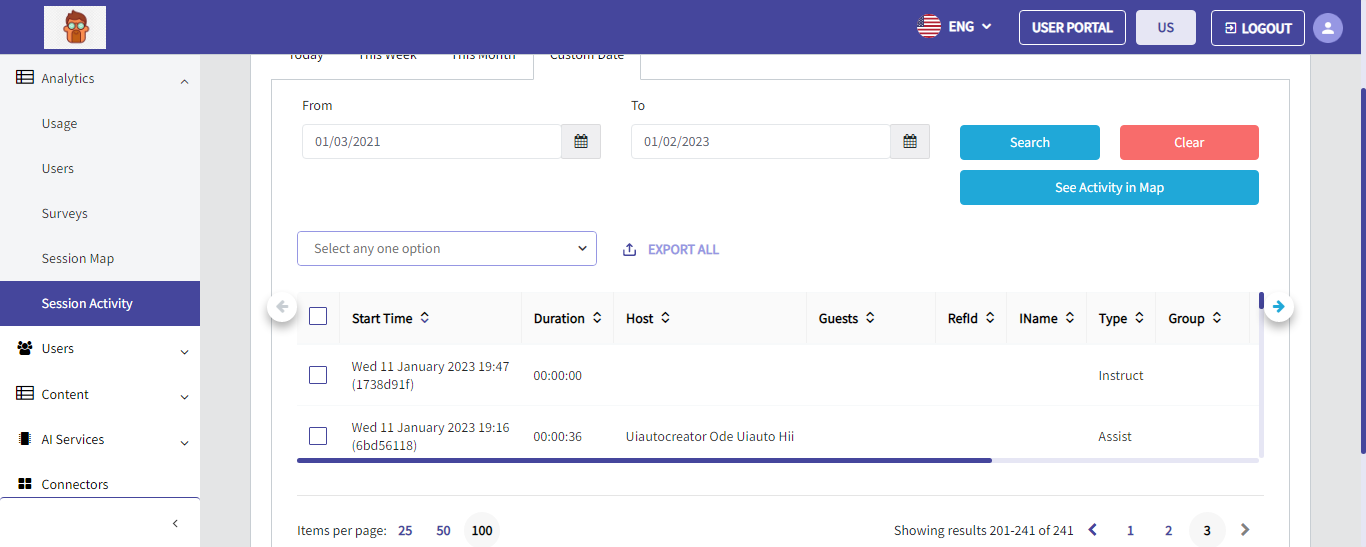 ENG
USER PORTAL
US
LOGOUT
Analytics
Usage
Users
Surveys
Session Map
Session Activity
Users
Content
AI Services
Connectors
Today
This Week
This Month
Custom Date
From
To
01/03/2021
01/02/2023
Search
Clear
See Activity in Map
Select any one option
EXPORT ALL
Start Time
Duration
Host
Guests
RefId
IName
Type
Group
Wed 11 January 2023 19:47
(1738d91f)
00:00:00
Instruct
Wed 11 January 2023 19:16
(6bd56118)
00:00:36
Uiautocreator Ode Uiauto Hii
Assist
Items per page: 25 50 100
Showing results 201-241 of 241 1 2 3